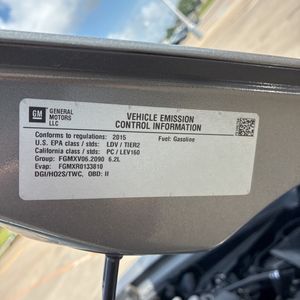 GM
GENERAL
MOTORS
LLC
VEHICLE EMISSION
CONTROL INFORMATION
Conforms to regulations: 2015
Fuel: Gasoline
U.S. EPA class / stds: LDV / TIER2
California class / stds: PC / LEV160
Group: FGMXV06.2090 6.2L
Evap: FGMXR0133810
DGI/HO2S/TWC, OBD: II